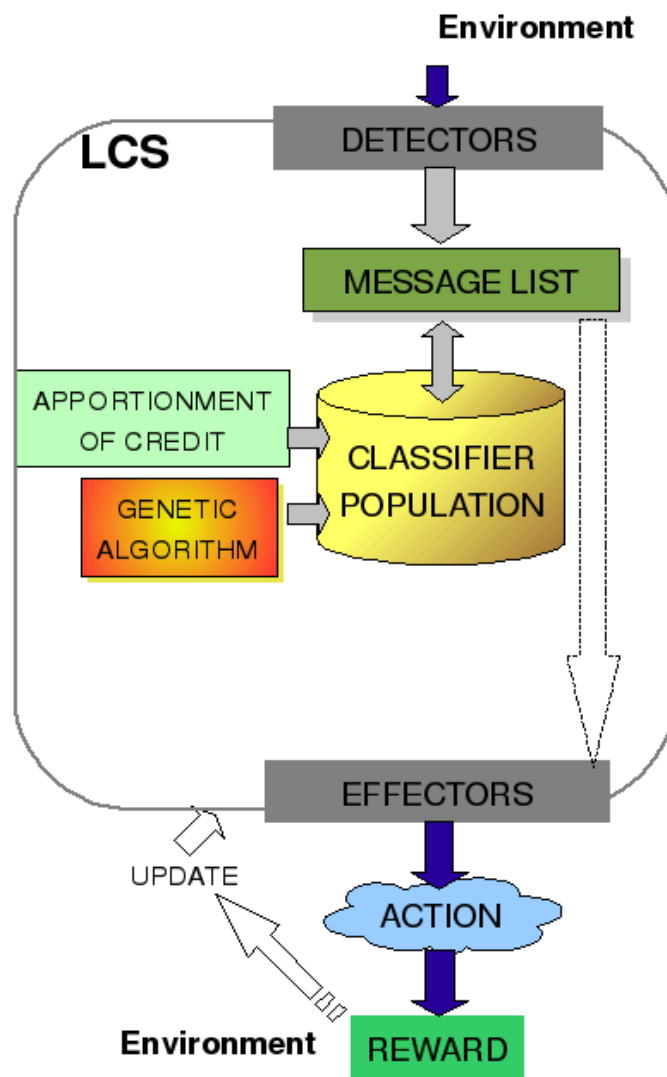 Environment
DETECTORS
LCS
MESSAGE LIST
APPORTIONMENT
OF CREDIT
CLASSIFIER
POPULATION
GENETIC
ALGORITHM
EFFECTORS
UPDATE
ACTION
Environment
REWARD